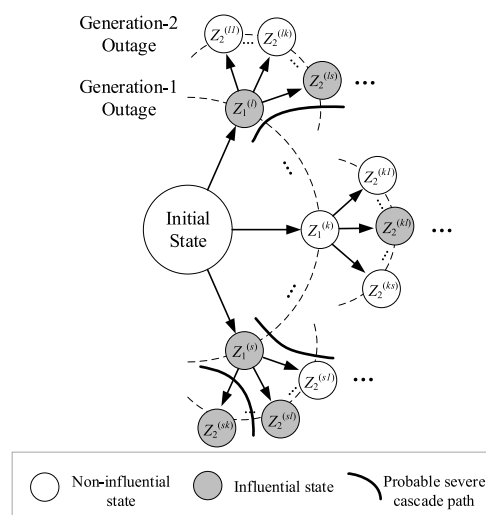 Generation-2
Outage
Z₂⁽ˡ¹⁾
Z₂⁽ˡᵏ⁾
Z₂⁽ˡˢ⁾
Generation-1
Outage
Z₁⁽ˡ⁾
Initial
State
Z₁⁽ᵏ⁾
Z₂⁽ᵏ¹⁾
Z₂⁽ᵏˡ⁾
Z₂⁽ᵏˢ⁾
Z₁⁽ˢ⁾
Z₂⁽ˢ¹⁾
Z₂⁽ˢˡ⁾
Z₂⁽ˢᵏ⁾
Non-influential
state
Influential state
Probable severe
cascade path